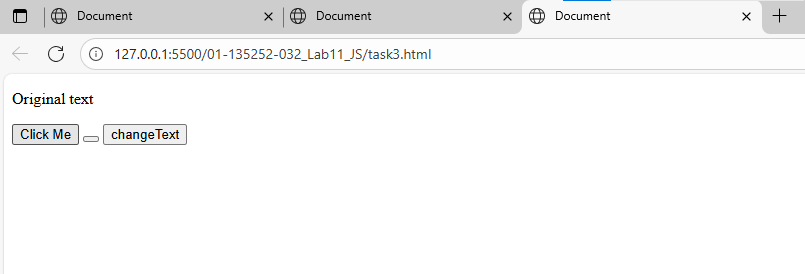 Document Document Document
127.0.0.1:5500/01-135252-032_Lab11_JS/task3.html
Original text
Click Me changeText